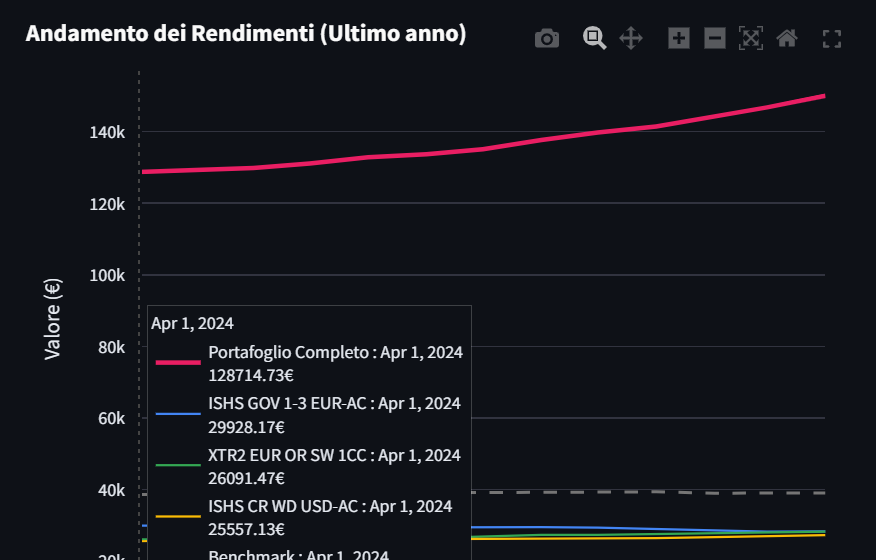 Andamento dei Rendimenti (Ultimo anno)
140k
120k
100k
80k
60k
40k
20k
Valore (€)
Apr 1, 2024
Portafoglio Completo : Apr 1, 2024
128714.73€
ISHS GOV 1-3 EUR-AC : Apr 1, 2024
29928.17€
XTR2 EUR OR SW 1CC : Apr 1, 2024
26091.47€
ISHS CR WD USD-AC : Apr 1, 2024
25557.13€
Benchmark : Apr 1, 2024